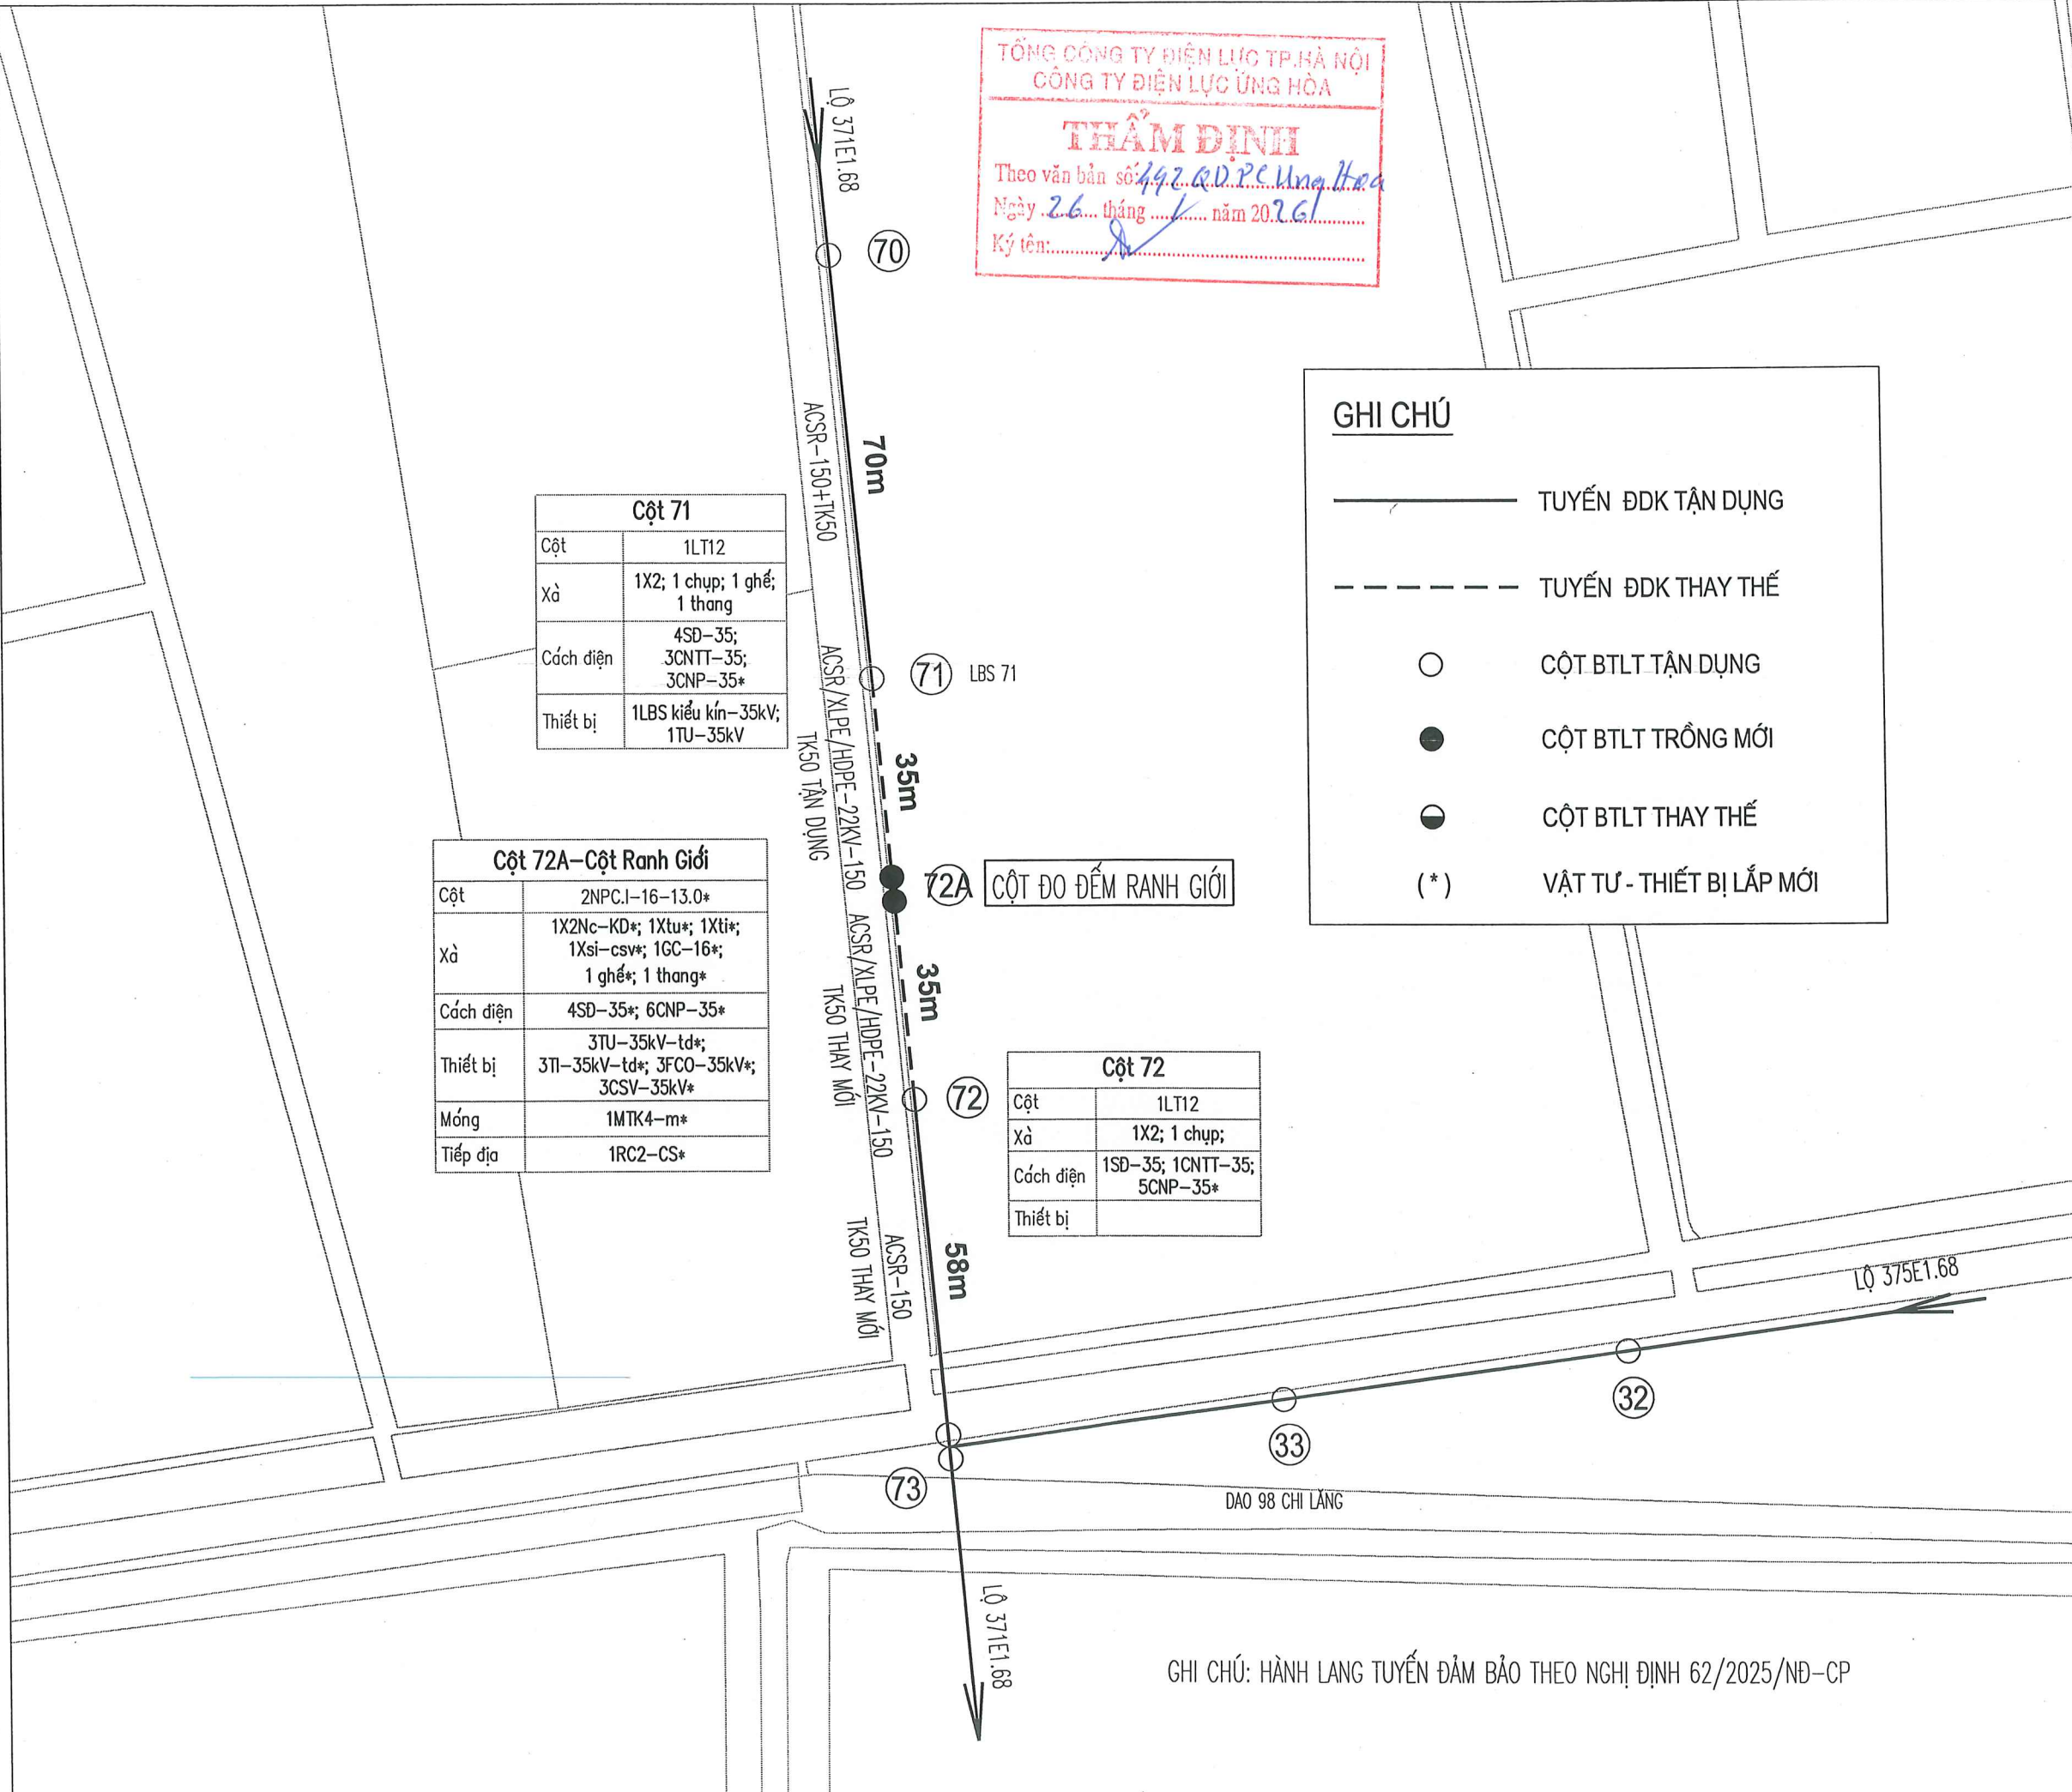 TỔNG CÔNG TY ĐIỆN LỰC TP.HÀ NỘI
CÔNG TY ĐIỆN LỰC ỨNG HÒA
THẨM ĐỊNH
Theo văn bản số: 492 QD.PC Ung Hoa
Ngày 26 tháng 1 năm 2026
Ký tên:
LỘ 371E1.68
70
70m
ACSR-150+TK50
GHI CHÚ
TUYẾN ĐDK TẬN DỤNG
TUYẾN ĐDK THAY THẾ
CỘT BTLT TẬN DỤNG
CỘT BTLT TRỒNG MỚI
CỘT BTLT THAY THẾ
(*) VẬT TƯ - THIẾT BỊ LẮP MỚI
Cột 71
Cột 1LT12
Xà 1X2; 1 chụp; 1 ghế;
1 thang
Cách điện 4SĐ-35;
3CNTT-35;
3CNP-35*
Thiết bị 1LBS kiểu kín-35kV;
1TU-35kV
71 LBS 71
35m
ACSR/XLPE/HDPE-22KV-150
TK50 TẬN DỤNG
72A CỘT ĐO ĐẾM RANH GIỚI
Cột 72A-Cột Ranh Giới
Cột 2NPC.I-16-13.0*
Xà 1X2Nc-KD*; 1Xtu*; 1Xti*;
1Xsi-csv*; 1GC-16*;
1 ghế*; 1 thang*
Cách điện 4SĐ-35*; 6CNP-35*
Thiết bị 3TU-35kV-td*;
3TI-35kV-td*; 3FCO-35kV*;
3CSV-35kV*
Móng 1MTK4-m*
Tiếp địa 1RC2-CS*
35m
ACSR/XLPE/HDPE-22KV-150
TK50 THAY MỚI
72
Cột 72
Cột 1LT12
Xà 1X2; 1 chụp;
Cách điện 1SĐ-35; 1CNTT-35;
5CNP-35*
Thiết bị
58m
ACSR-150
TK50 THAY MỚI
LỘ 375E1.68
32
33
73
DAO 98 CHI LĂNG
LỘ 371E1.68
GHI CHÚ: HÀNH LANG TUYẾN ĐẢM BẢO THEO NGHỊ ĐỊNH 62/2025/NĐ-CP